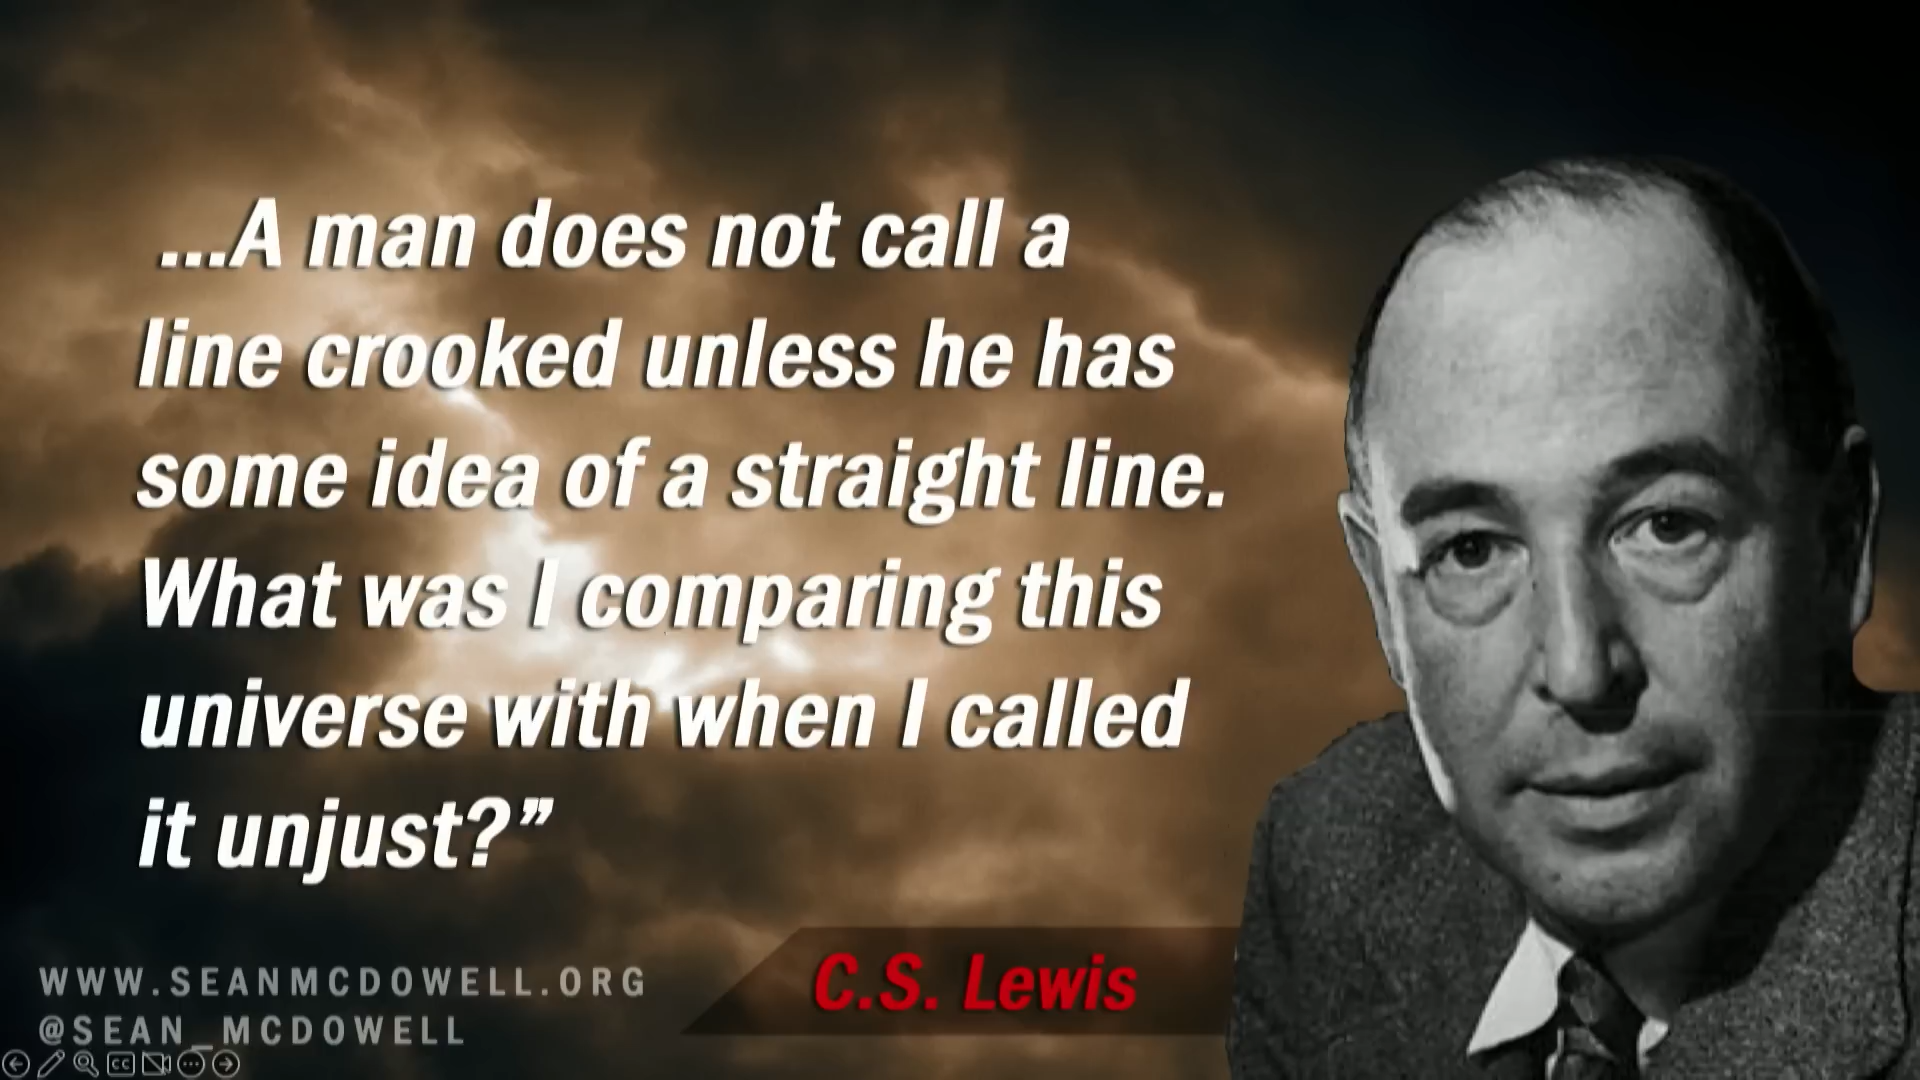 ...A man does not call a
line crooked unless he has
some idea of a straight line.
What was I comparing this
universe with when I called
it unjust?”
C.S. Lewis
WWW.SEANMCDOWELL.ORG
@SEAN_MCDOWELL
CC